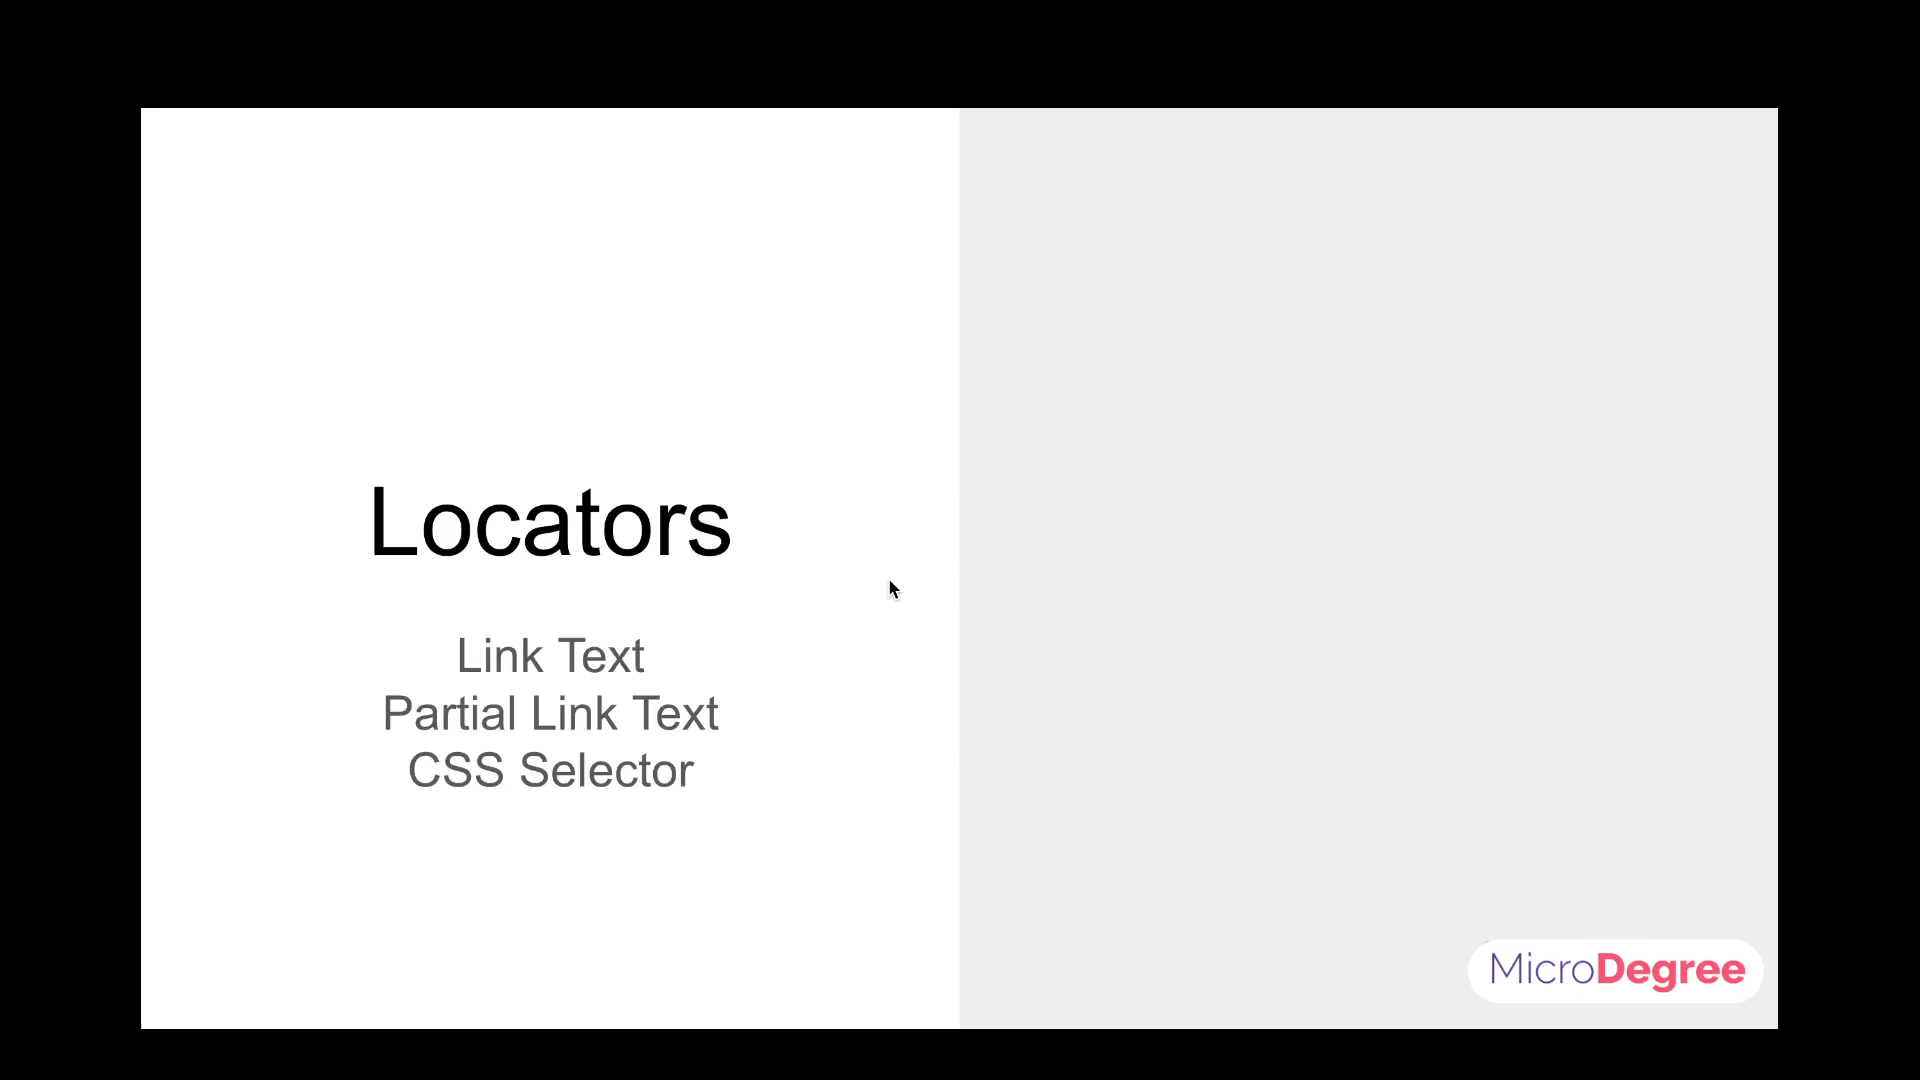 Locators
Link Text
Partial Link Text
CSS Selector
MicroDegree